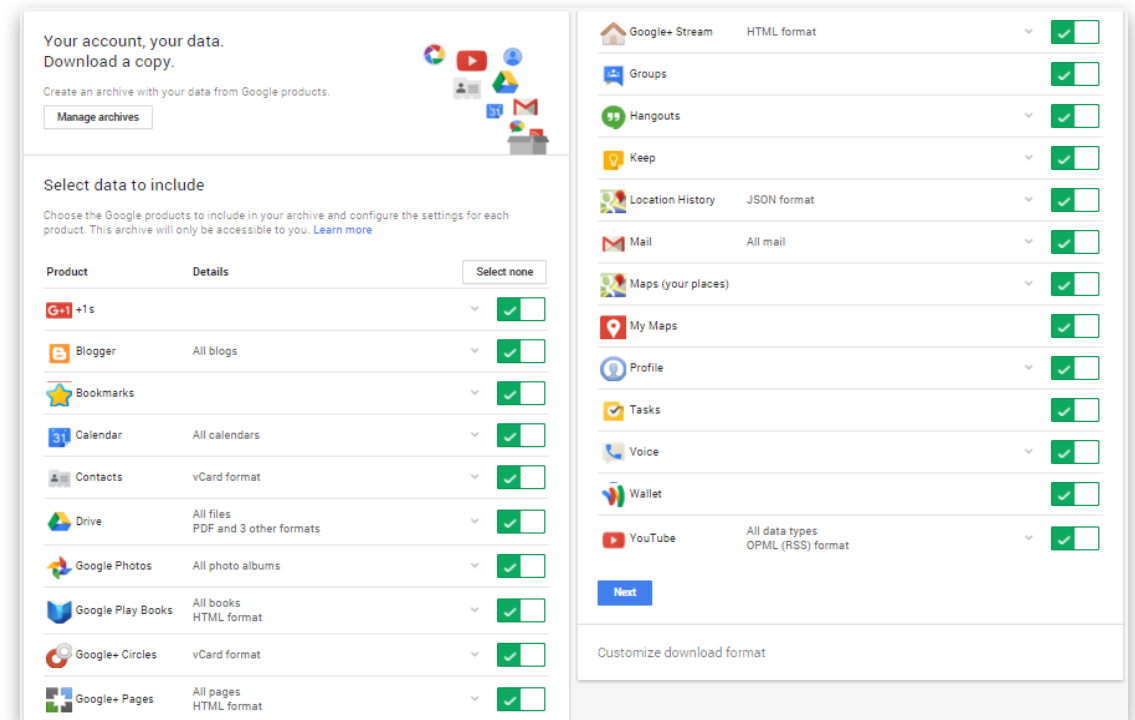 Your account, your data.
Download a copy.
Create an archive with your data from Google products.
Manage archives
31
Select data to include
Choose the Google products to include in your archive and configure the settings for each
product. This archive will only be accessible to you. Learn more
Product Details Select none
G+1 +1s
Blogger All blogs
Bookmarks
31 Calendar All calendars
Contacts vCard format
Drive All files
PDF and 3 other formats
Google Photos All photo albums
Google Play Books All books
HTML format
Google+ Circles vCard format
Google+ Pages All pages
HTML format
Google+ Stream HTML format
Groups
Hangouts
Keep
Location History JSON format
Mail All mail
Maps (your places)
My Maps
Profile
Tasks
Voice
Wallet
YouTube All data types
OPML (RSS) format
Next
Customize download format